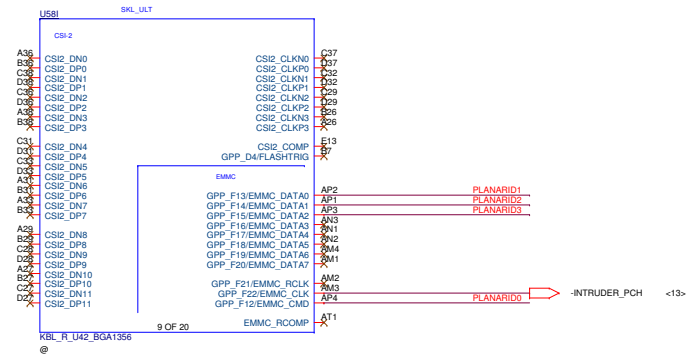 U58I
SKL_ULT
CSI-2
A36 CSI2_DN0 CSI2_CLKN0 C37
B36 CSI2_DP0 CSI2_CLKP0 D37
C38 CSI2_DN1 CSI2_CLKN1 C32
D38 CSI2_DP1 CSI2_CLKP1 D32
C36 CSI2_DN2 CSI2_CLKN2 C29
D36 CSI2_DP2 CSI2_CLKP2 D29
A38 CSI2_DN3 CSI2_CLKN3 B26
B38 CSI2_DP3 CSI2_CLKP3 A26
C31 CSI2_DN4 CSI2_COMP E13
D31 CSI2_DP4 GPP_D4/FLASHTRIG B7
C33 CSI2_DN5
D33 CSI2_DP5 EMMC
A31 CSI2_DN6
B31 CSI2_DP6 GPP_F13/EMMC_DATA0 AP2 PLANARID1
A33 CSI2_DN7 GPP_F14/EMMC_DATA1 AP1 PLANARID2
B33 CSI2_DP7 GPP_F15/EMMC_DATA2 AP3 PLANARID3
GPP_F16/EMMC_DATA3 AN3
A29 CSI2_DN8 GPP_F17/EMMC_DATA4 AN1
B29 CSI2_DP8 GPP_F18/EMMC_DATA5 AN2
C28 CSI2_DN9 GPP_F19/EMMC_DATA6 AM4
D28 CSI2_DP9 GPP_F20/EMMC_DATA7 AM1
A27 CSI2_DN10
B27 CSI2_DP10 GPP_F21/EMMC_RCLK AM2
C27 CSI2_DN11 GPP_F22/EMMC_CLK AM3 -INTRUDER_PCH <13>
D27 CSI2_DP11 GPP_F12/EMMC_CMD AP4 PLANARID0
EMMC_RCOMP AT1
9 OF 20
KBL_R_U42_BGA1356
@